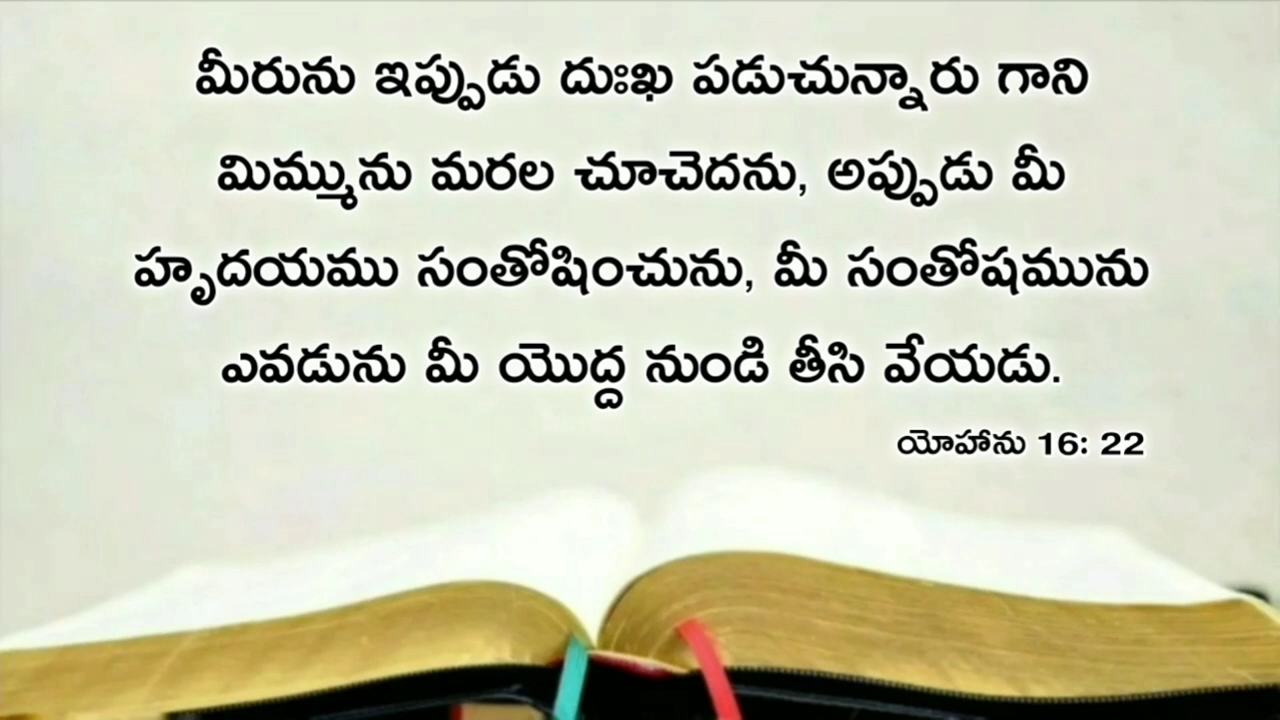 మీరును ఇప్పుడు దుఃఖ పడుచున్నారు గాని
మిమ్మును మరల చూచెదను, అప్పుడు మీ
హృదయము సంతోషించును, మీ సంతోషమును
ఎవడును మీ యొద్ద నుండి తీసి వేయడు.
యోహాను 16: 22